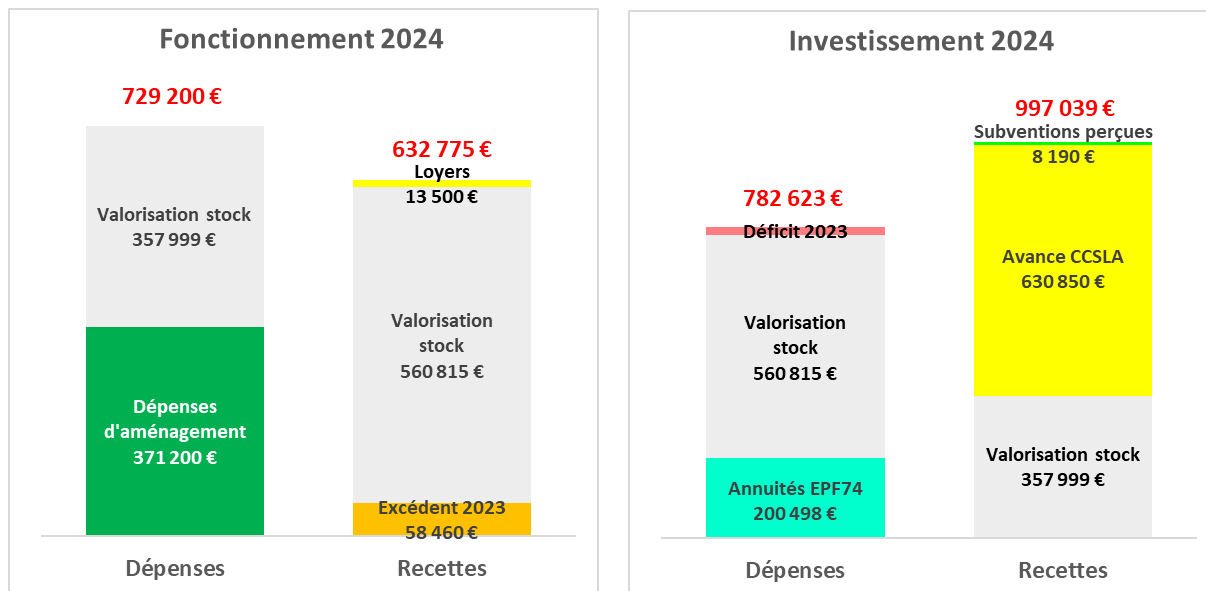 Fonctionnement 2024
729 200 €
Valorisation stock
357 999 €
Dépenses
d'aménagement
371 200 €
632 775 €
Loyers
13 500 €
Valorisation
stock
560 815 €
Excédent 2023
58 460 €
Dépenses
Recettes
Investissement 2024
782 623 €
Déficit 2023
Valorisation
stock
560 815 €
Annuités EPF74
200 498 €
997 039 €
Subventions perçues
8 190 €
Avance CCSLA
630 850 €
Valorisation stock
357 999 €
Dépenses
Recettes